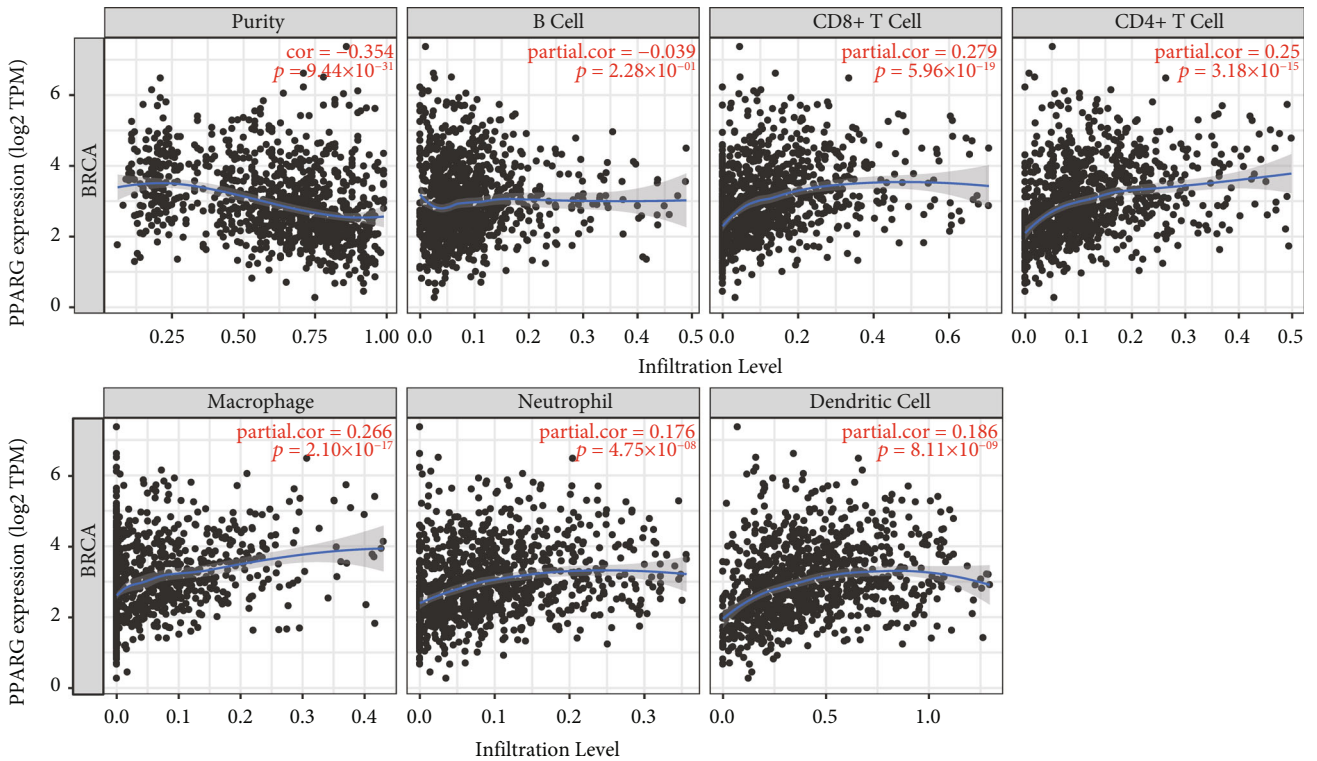 Purity
B Cell
CD8+ T Cell
CD4+ T Cell
cor = −0.354
p = 9.44×10⁻³¹
partial.cor = −0.039
p = 2.28×10⁻⁰¹
partial.cor = 0.279
p = 5.96×10⁻¹⁹
partial.cor = 0.25
p = 3.18×10⁻¹⁵
PPARG expression (log2 TPM)
BRCA
6
4
2
0
0.25 0.50 0.75 1.00
0.0 0.1 0.2 0.3 0.4 0.5
0.0 0.2 0.4 0.6
0.0 0.1 0.2 0.3 0.4 0.5
Infiltration Level
Macrophage
Neutrophil
Dendritic Cell
partial.cor = 0.266
p = 2.10×10⁻¹⁷
partial.cor = 0.176
p = 4.75×10⁻⁰⁸
partial.cor = 0.186
p = 8.11×10⁻⁰⁹
PPARG expression (log2 TPM)
BRCA
6
4
2
0
0.0 0.1 0.2 0.3 0.4
0.0 0.1 0.2 0.3
0.0 0.5 1.0
Infiltration Level